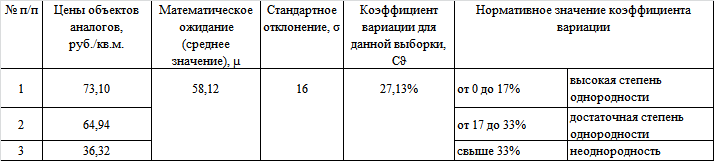 № п/п
Цены объектов
аналогов,
руб./кв.м.
Математическое
ожидание
(среднее
значение), μ
Стандартное
отклонение, σ
Коэффициент
вариации для
данной выборки,
Cϑ
Нормативное значение коэффициента
вариации
1
73,10
58,12
16
27,13%
от 0 до 17%
высокая степень
однородности
2
64,94
от 17 до 33%
достаточная степень
однородности
3
36,32
свыше 33%
неоднородность